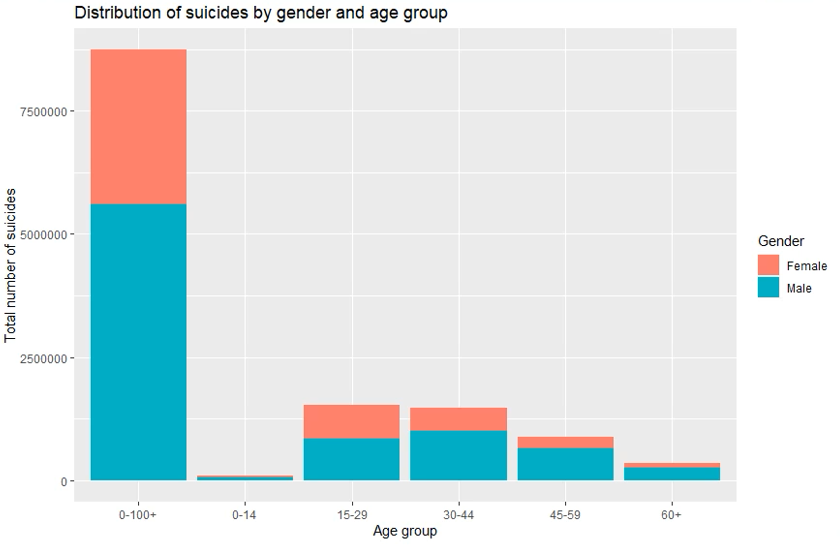 Distribution of suicides by gender and age group
Total number of suicides
7500000
5000000
2500000
0
0-100+ 0-14 15-29 30-44 45-59 60+
Age group
Gender
Female
Male